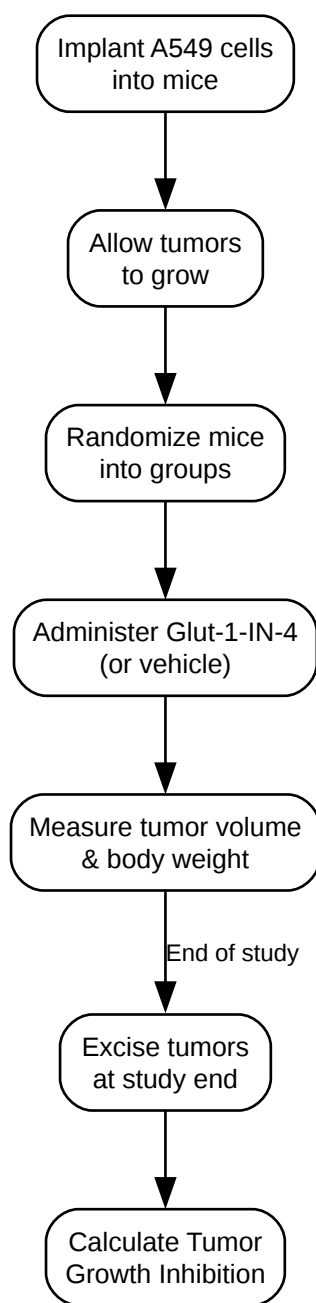 Implant A549 cells
into mice
Allow tumors
to grow
Randomize mice
into groups
Administer Glut-1-IN-4
(or vehicle)
Measure tumor volume
& body weight
End of study
Excise tumors
at study end
Calculate Tumor
Growth Inhibition